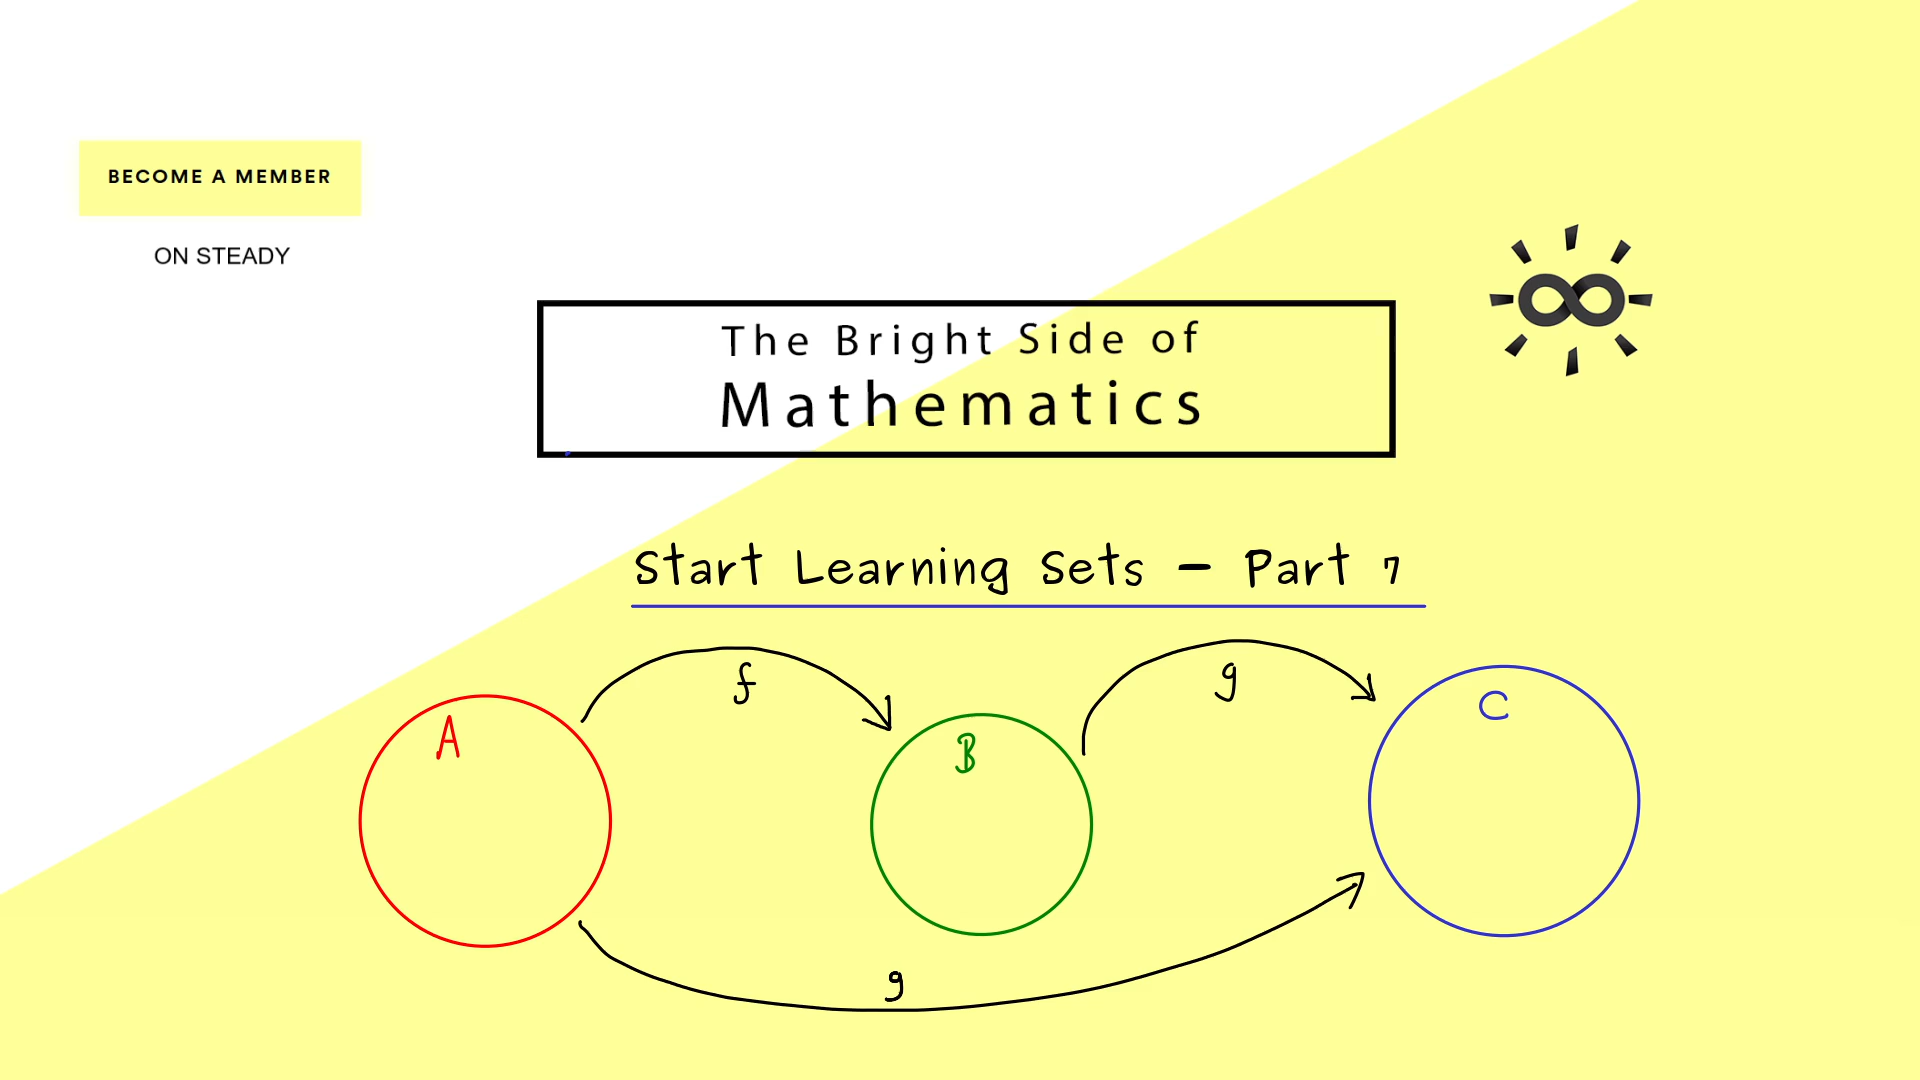 BECOME A MEMBER
ON STEADY
The Bright Side of
Mathematics
Start Learning Sets - Part 7
f
g
A
B
C
g